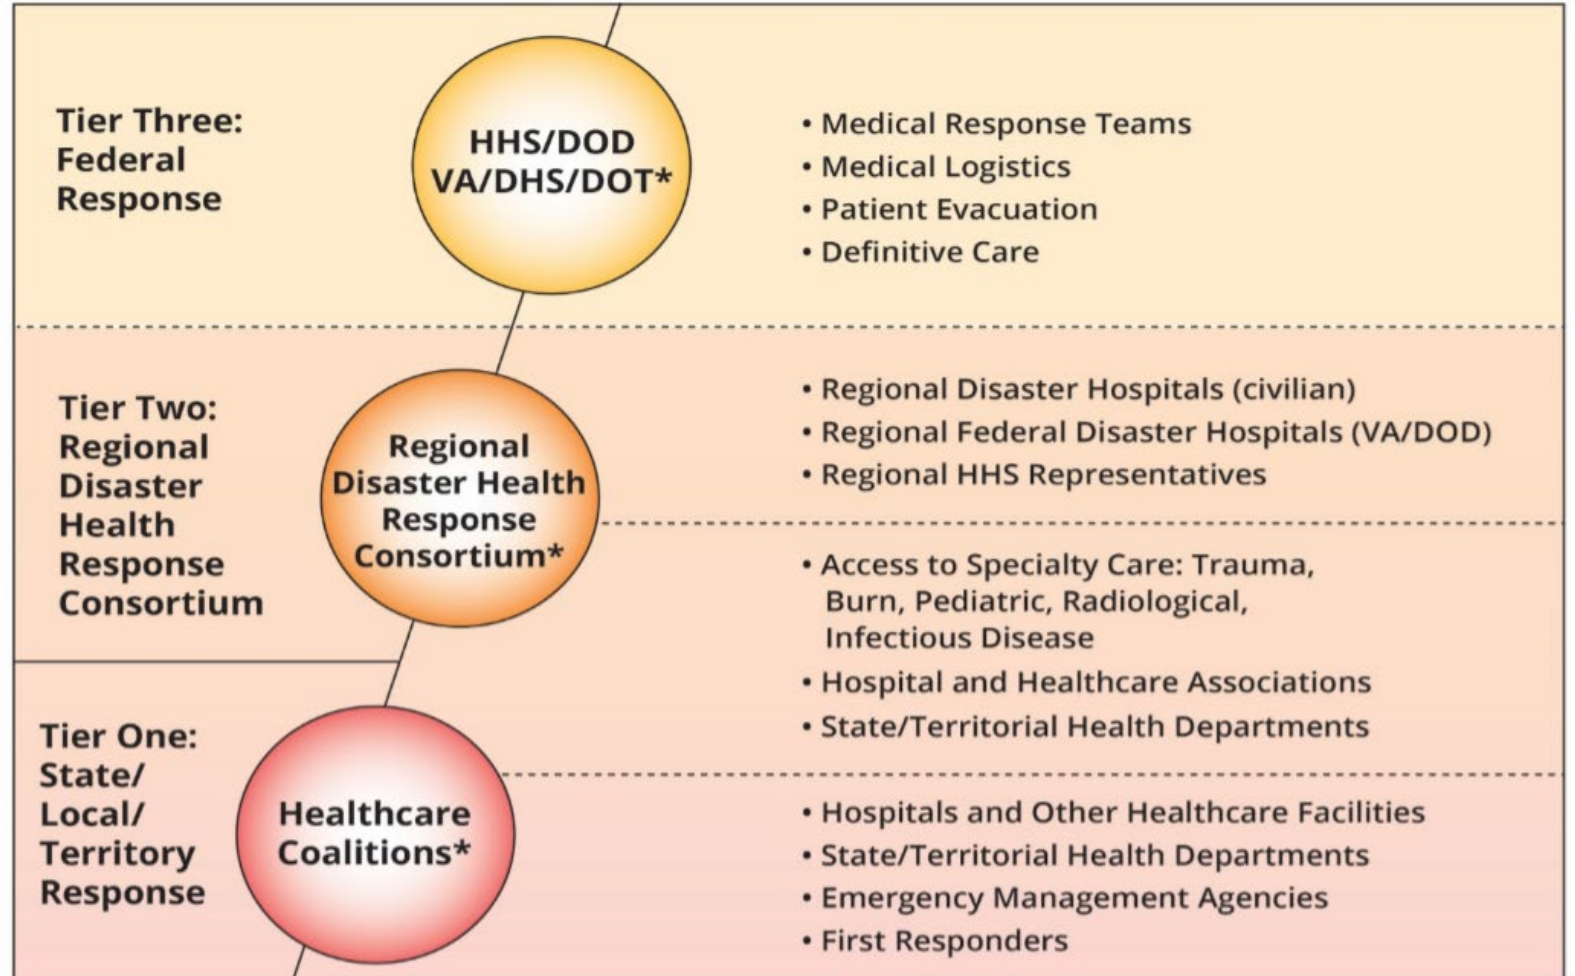 Tier Three:
Federal
Response
HHS/DOD
VA/DHS/DOT*
• Medical Response Teams
• Medical Logistics
• Patient Evacuation
• Definitive Care
Tier Two:
Regional
Disaster
Health
Response
Consortium
Regional
Disaster Health
Response
Consortium*
• Regional Disaster Hospitals (civilian)
• Regional Federal Disaster Hospitals (VA/DOD)
• Regional HHS Representatives
• Access to Specialty Care: Trauma,
Burn, Pediatric, Radiological,
Infectious Disease
• Hospital and Healthcare Associations
• State/Territorial Health Departments
Tier One:
State/
Local/
Territory
Response
Healthcare
Coalitions*
• Hospitals and Other Healthcare Facilities
• State/Territorial Health Departments
• Emergency Management Agencies
• First Responders